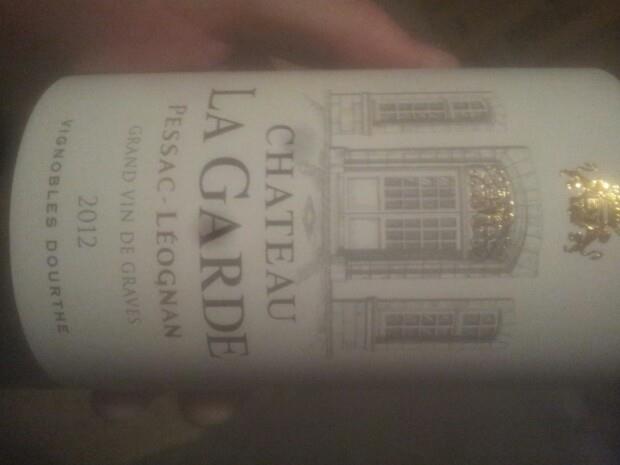 CHATEAU
LA GARDE
PESSAC-LÉOGNAN
GRAND VIN DE GRAVES
2012
VIGNOBLES DOURTHE